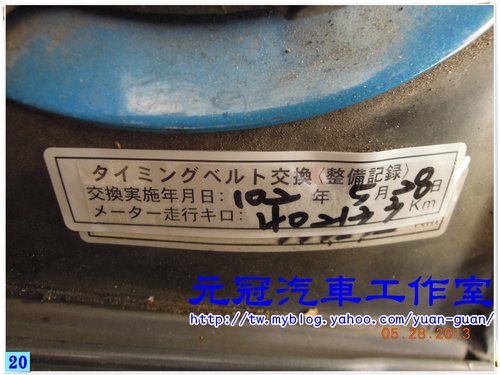 タイミングベルト交換〈整備記録〉
交換実施年月日：102 年 5 月 28 日
メーター走行キロ： Km
Km
元冠汽車工作室
http://tw.myblog.yahoo.com/yuan-guan/
05.28.2013
20